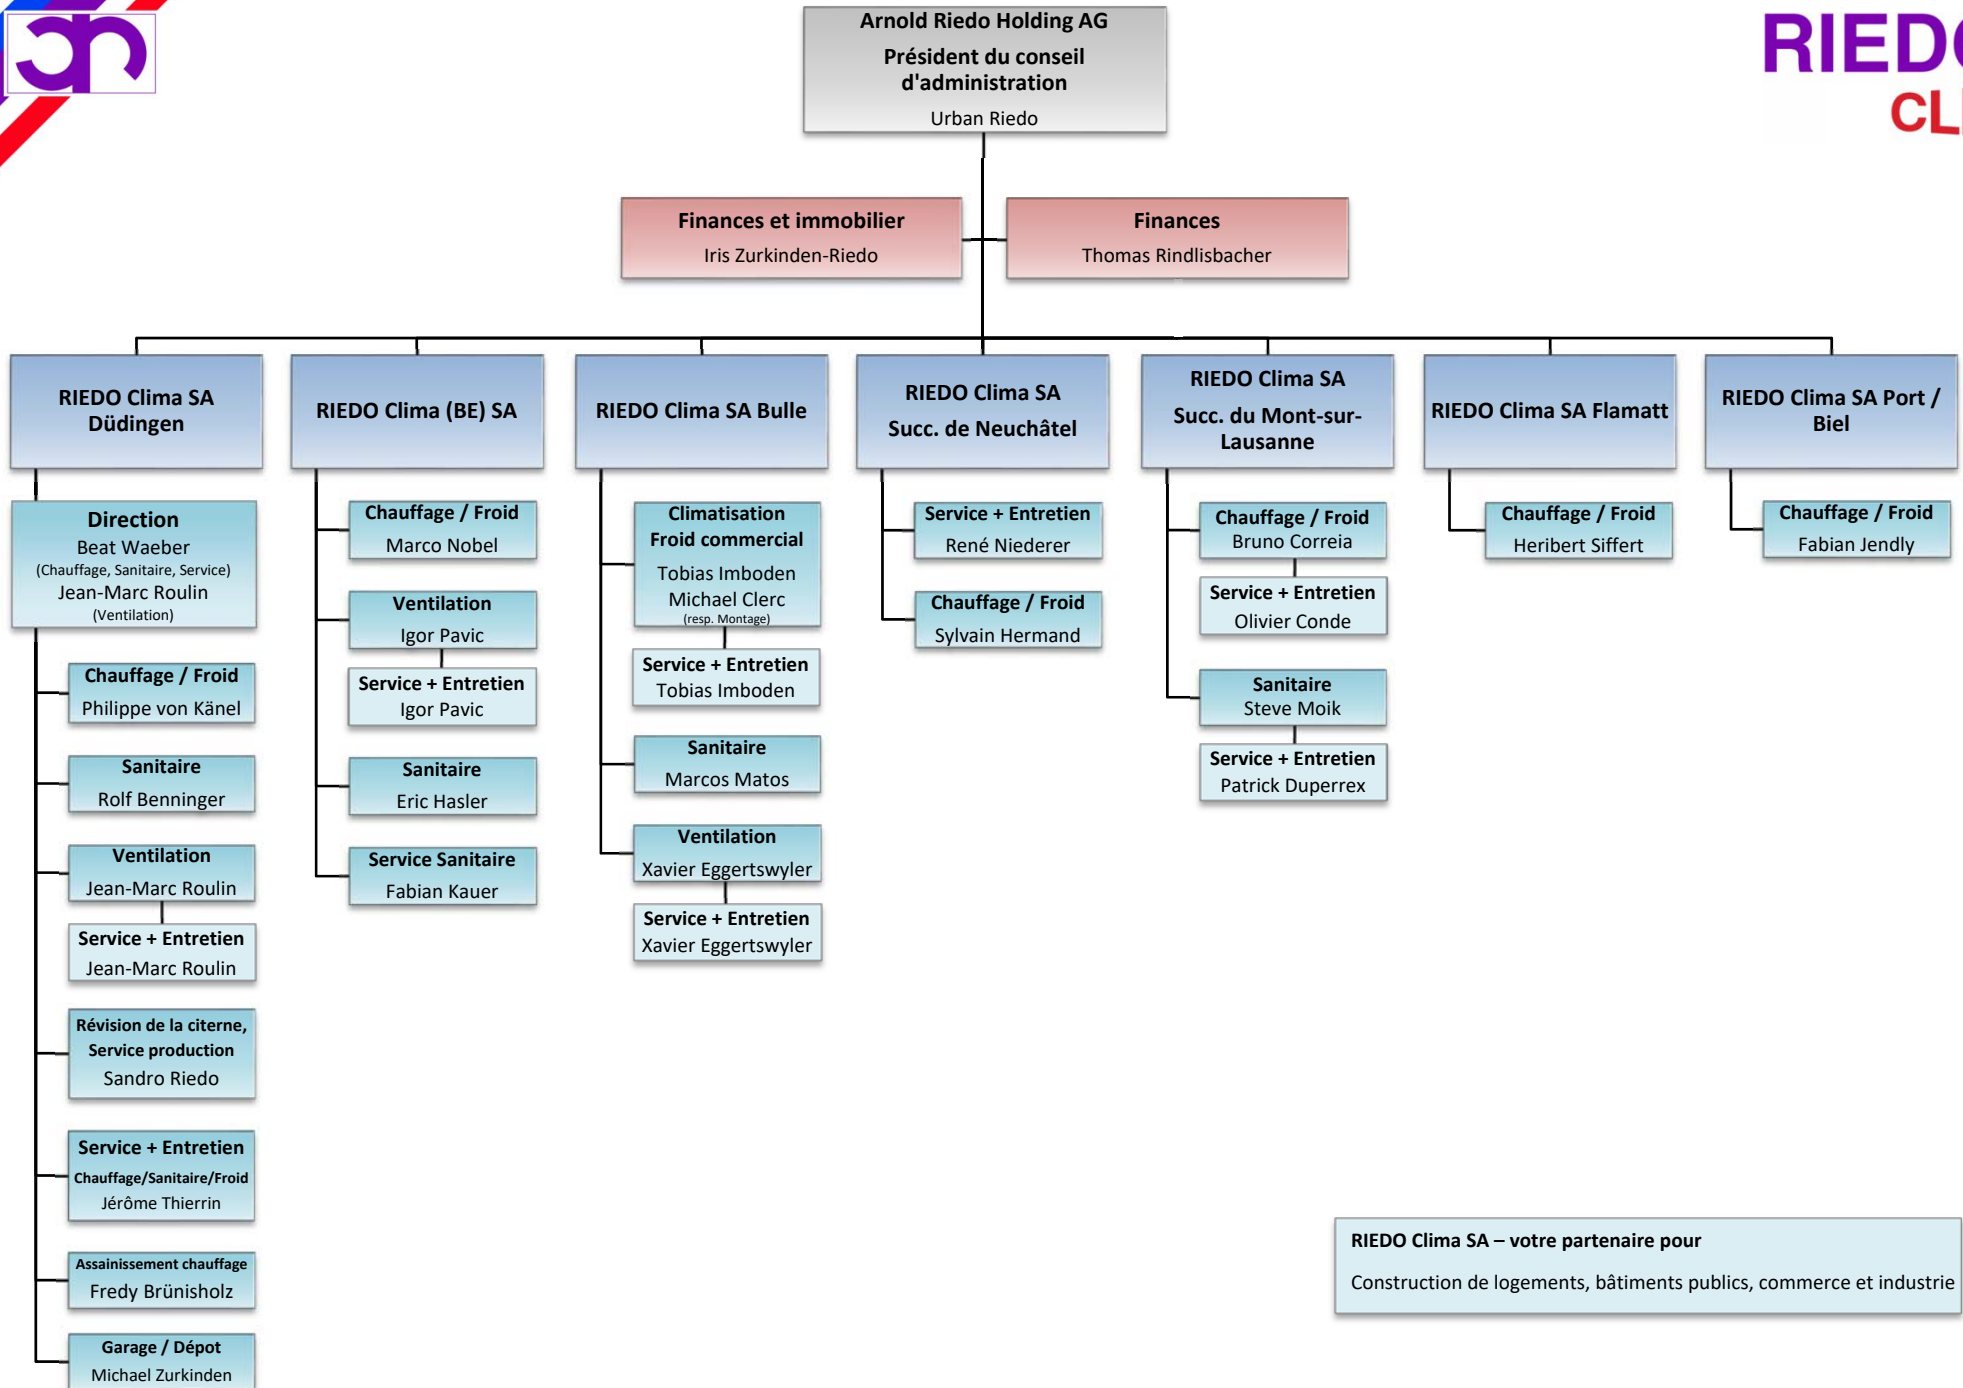 Arnold Riedo Holding AG
Président du conseil
d'administration
Urban Riedo
Finances et immobilier
Iris Zurkinden-Riedo
Finances
Thomas Rindlisbacher
RIEDO Clima SA
Düdingen
Direction
Beat Waeber
(Chauffage, Sanitaire, Service)
Jean-Marc Roulin
(Ventilation)
Chauffage / Froid
Philippe von Känel
Sanitaire
Rolf Benninger
Ventilation
Jean-Marc Roulin
Service + Entretien
Jean-Marc Roulin
Révision de la citerne,
Service production
Sandro Riedo
Service + Entretien
Chauffage/Sanitaire/Froid
Jérôme Thierrin
Assainissement chauffage
Fredy Brünisholz
Garage / Dépot
Michael Zurkinden
RIEDO Clima (BE) SA
Chauffage / Froid
Marco Nobel
Ventilation
Igor Pavic
Service + Entretien
Igor Pavic
Sanitaire
Eric Hasler
Service Sanitaire
Fabian Kauer
RIEDO Clima SA Bulle
Climatisation
Froid commercial
Tobias Imboden
Michael Clerc
(resp. Montage)
Service + Entretien
Tobias Imboden
Sanitaire
Marcos Matos
Ventilation
Xavier Eggertswyler
Service + Entretien
Xavier Eggertswyler
RIEDO Clima SA
Succ. de Neuchâtel
Service + Entretien
René Niederer
Chauffage / Froid
Sylvain Hermand
RIEDO Clima SA
Succ. du Mont-sur-
Lausanne
Chauffage / Froid
Bruno Correia
Service + Entretien
Olivier Conde
Sanitaire
Steve Moik
Service + Entretien
Patrick Duperrex
RIEDO Clima SA Flamatt
Chauffage / Froid
Heribert Siffert
RIEDO Clima SA Port /
Biel
Chauffage / Froid
Fabian Jendly
RIEDO Clima SA – votre partenaire pour
Construction de logements, bâtiments publics, commerce et industrie